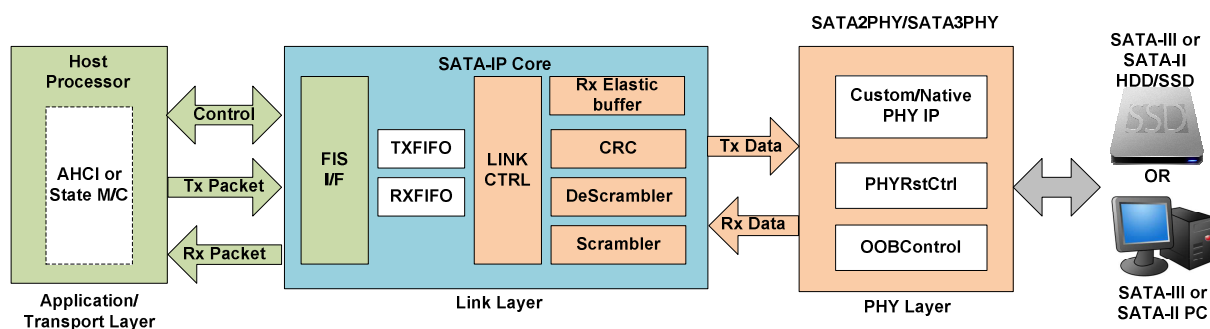 SATA2PHY/SATA3PHY
Host
Processor
AHCI or
State M/C
Application/
Transport Layer
Control
Tx Packet
Rx Packet
SATA-IP Core
FIS
I/F
TXFIFO
RXFIFO
LINK
CTRL
Rx Elastic
buffer
CRC
DeScrambler
Scrambler
Link Layer
Tx Data
Rx Data
Custom/Native
PHY IP
PHYRstCtrl
OOBControl
PHY Layer
SATA-III or
SATA-II
HDD/SSD
SSD
OR
SATA-III or
SATA-II PC